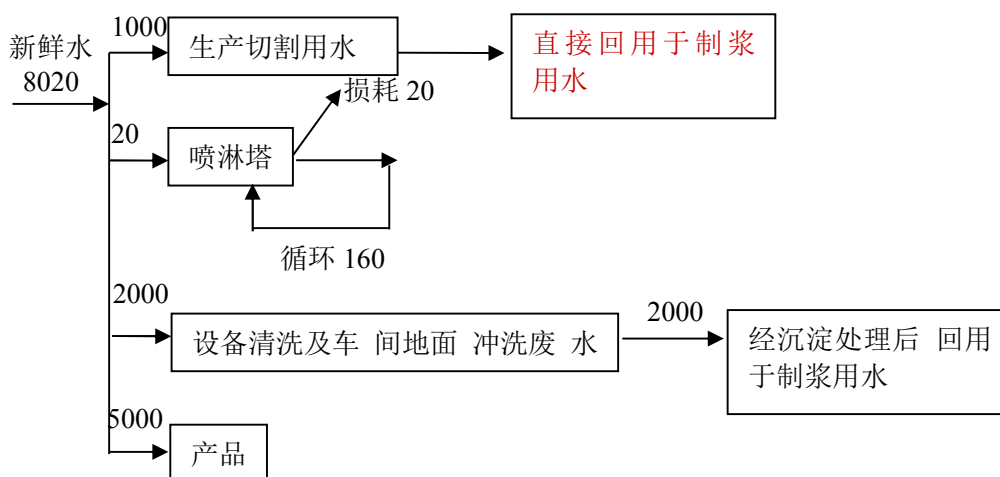 1000
新鲜水
8020
生产切割用水
直接回用于制浆
用水
损耗 20
20
喷淋塔
循环 160
2000
设备清洗及车 间地面 冲洗废 水
2000
经沉淀处理后 回用
于制浆用水
5000
产品